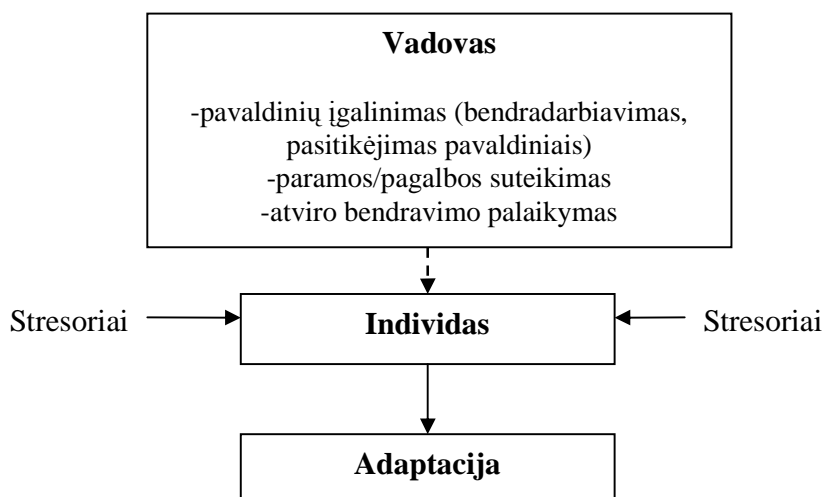 Vadovas
-pavaldinių įgalinimas (bendradarbiavimas,
pasitikėjimas pavaldiniais)
-paramos/pagalbos suteikimas
-atviro bendravimo palaikymas
Stresoriai
Individas
Stresoriai
Adaptacija